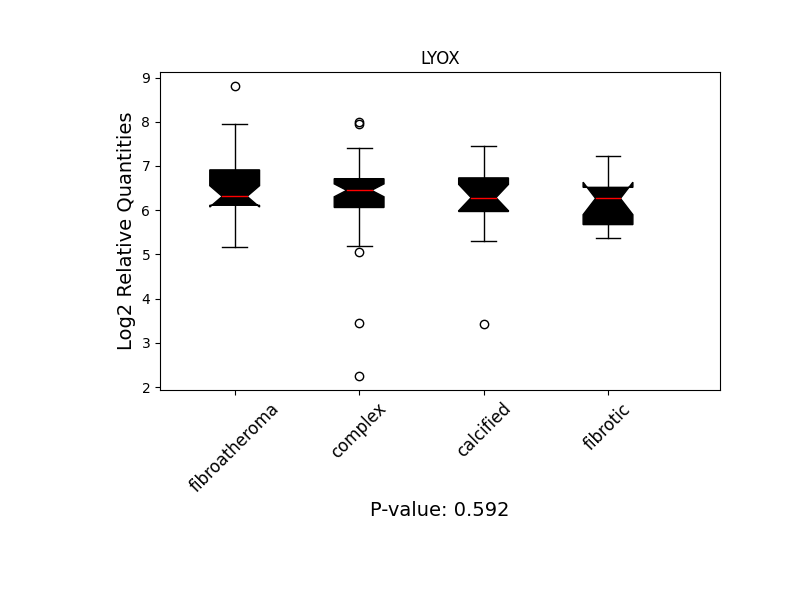 LYOX
Log2 Relative Quantities
9
8
7
6
5
4
3
2
fibroatheroma
complex
calcified
fibrotic
P-value: 0.592